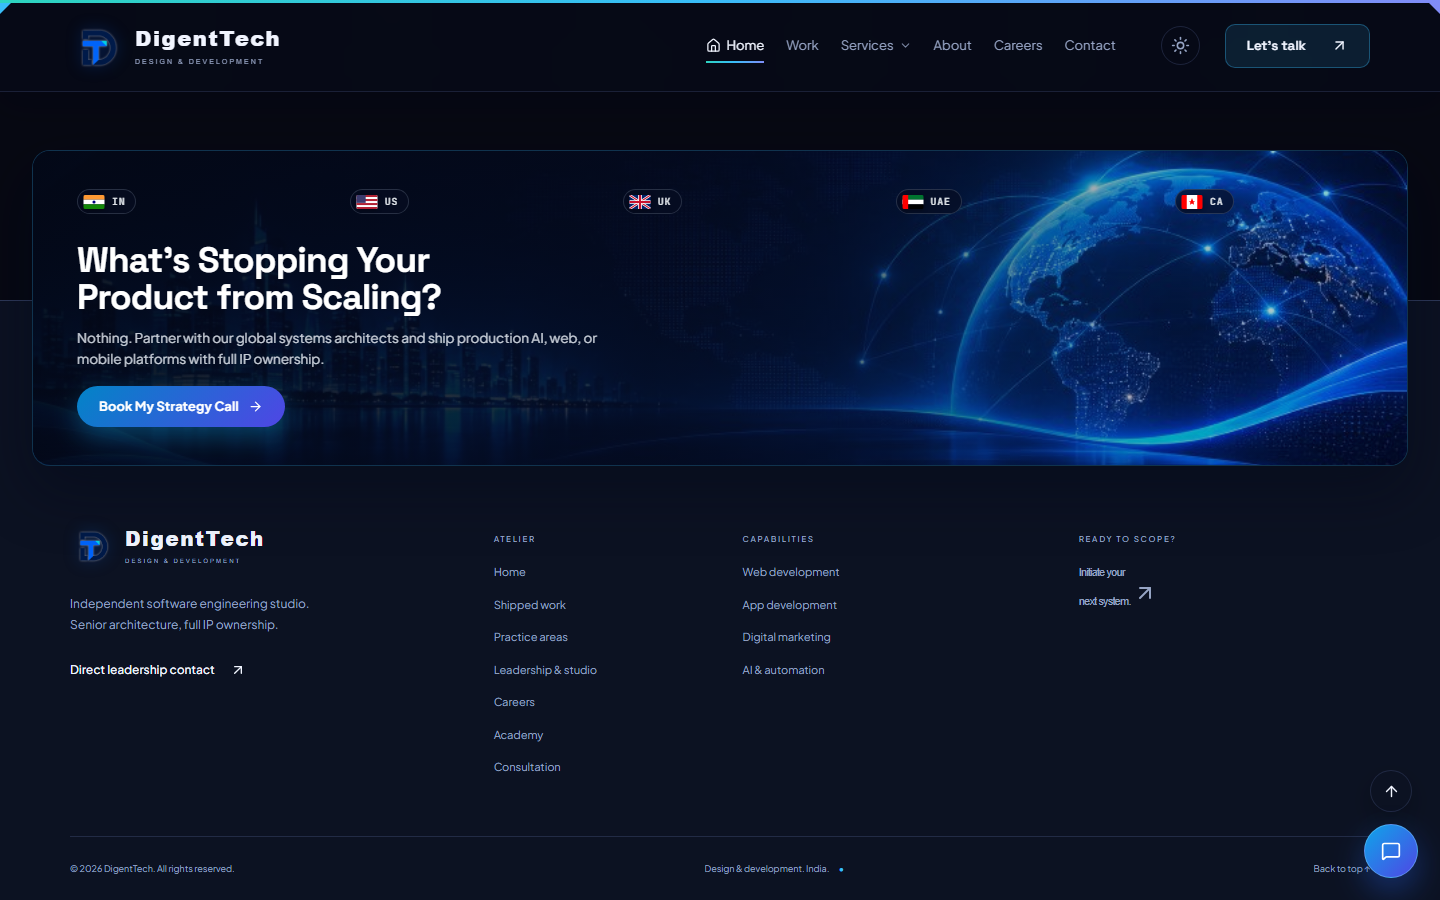 DigentTech
DESIGN & DEVELOPMENT
Home
Work
Services
About
Careers
Contact
Let's talk
IN
US
UK
UAE
CA
What's Stopping Your
Product from Scaling?
Nothing. Partner with our global systems architects and ship production AI, web, or
mobile platforms with full IP ownership.
Book My Strategy Call
DigentTech
DESIGN & DEVELOPMENT
Independent software engineering studio.
Senior architecture, full IP ownership.
Direct leadership contact
ATELIER
Home
Shipped work
Practice areas
Leadership & studio
Careers
Academy
Consultation
CAPABILITIES
Web development
App development
Digital marketing
AI & automation
READY TO SCOPE?
Initiate your
next system.
© 2026 DigentTech. All rights reserved.
Design & development. India.
Back to top ↑